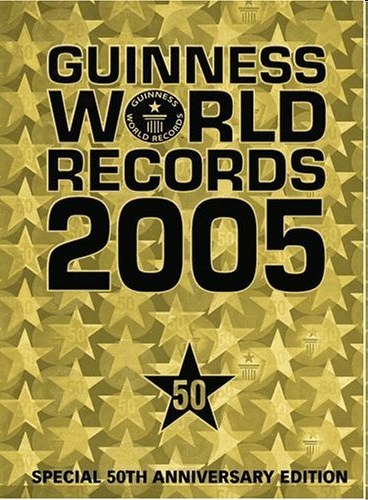 GUINNESS
WORLD
GUINNESS
WORLD RECORDS
RECORDS
2005
50
SPECIAL 50TH ANNIVERSARY EDITION